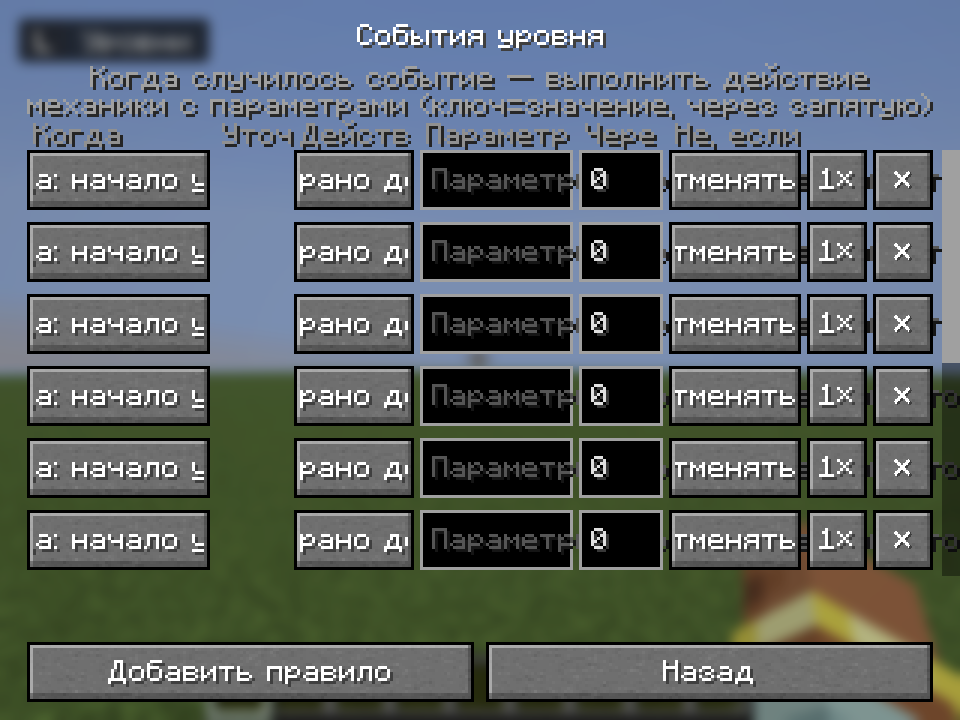 События уровня
Когда случилось событие — выполнить действие
механики с параметрами (ключ=значение, через запятую)
Когда Уточ Действ Параметр Чере Не, если
а: начало у рано д Параметр 0 тменять 1× ×
а: начало у рано д Параметр 0 тменять 1× ×
а: начало у рано д Параметр 0 тменять 1× ×
а: начало у рано д Параметр 0 тменять 1× ×
а: начало у рано д Параметр 0 тменять 1× ×
а: начало у рано д Параметр 0 тменять 1× ×
Добавить правило Назад